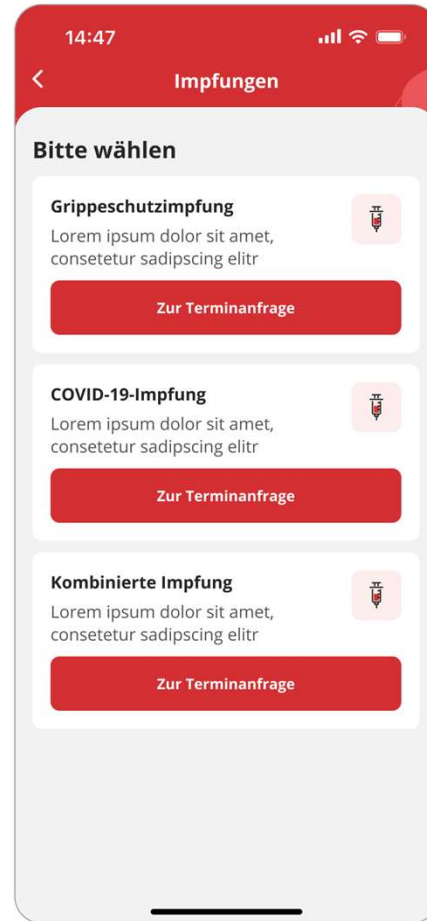 14:47
Impfungen
Bitte wählen
Grippeschutzimpfung
Lorem ipsum dolor sit amet,
consetetur sadipscing elitr
Zur Terminanfrage
COVID-19-Impfung
Lorem ipsum dolor sit amet,
consetetur sadipscing elitr
Zur Terminanfrage
Kombinierte Impfung
Lorem ipsum dolor sit amet,
consetetur sadipscing elitr
Zur Terminanfrage